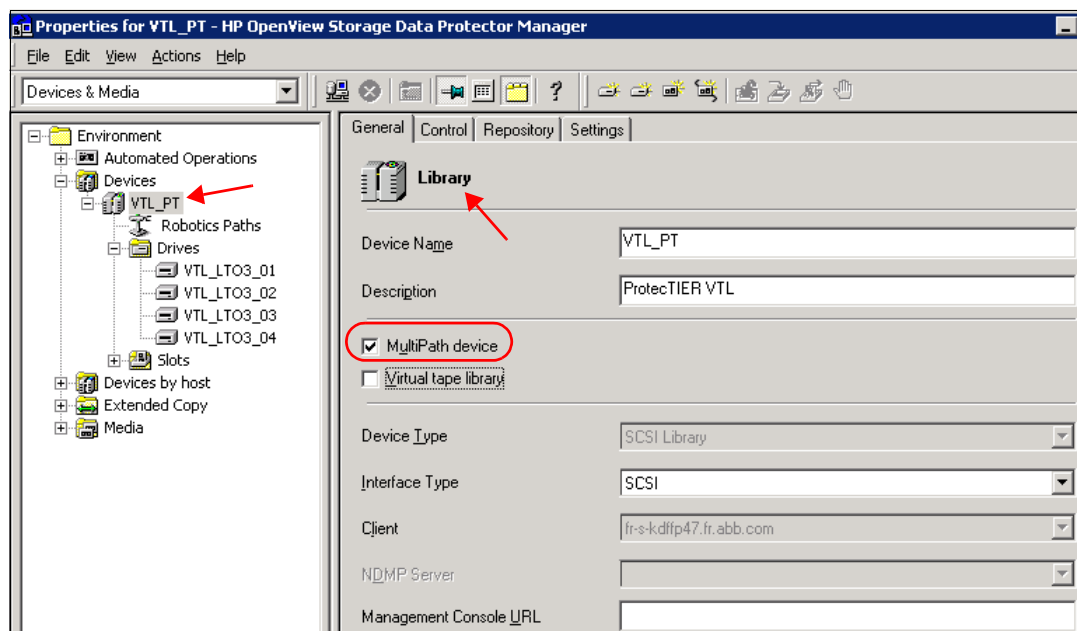 Properties for VTL_PT - HP OpenView Storage Data Protector Manager
File Edit View Actions Help
Devices & Media
Environment
Automated Operations
Devices
VTL_PT
Robotics Paths
Drives
VTL_LTO3_01
VTL_LTO3_02
VTL_LTO3_03
VTL_LTO3_04
Slots
Devices by host
Extended Copy
Media
General Control Repository Settings
Library
Device Name VTL_PT
Description ProtecTIER VTL
MultiPath device
Virtual tape library
Device Type SCSI Library
Interface Type SCSI
Client fr-s-kdffp47.fr.abb.com
NDMP Server
Management Console URL